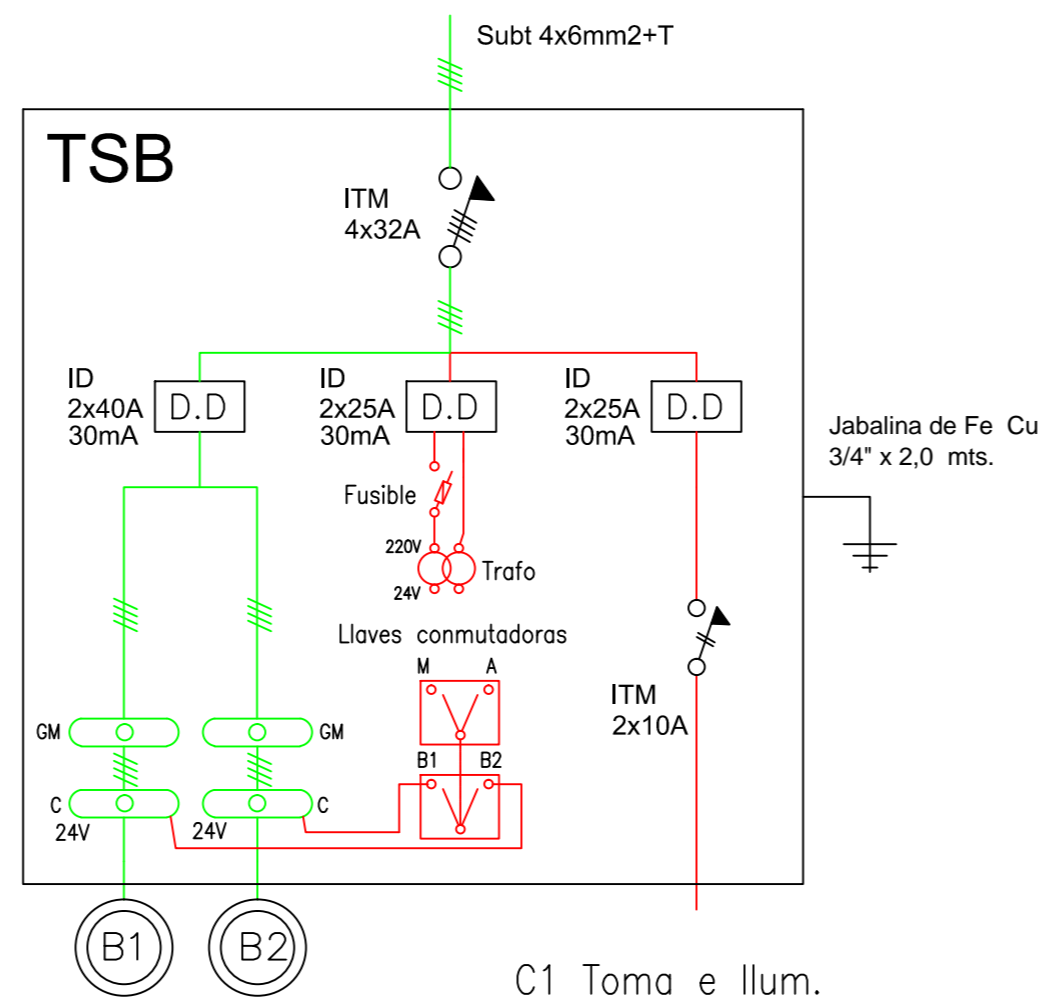 Subt 4x6mm2+T
TSB
ITM
4x32A
ID
2x40A
30mA
D.D
ID
2x25A
30mA
D.D
ID
2x25A
30mA
D.D
Jabalina de Fe Cu
3/4" x 2,0 mts.
Fusible
220V
24V
Trafo
Llaves conmutadoras
M A
B1 B2
ITM
2x10A
GM
GM
C
24V
C
24V
B1
B2
C1 Toma e Ilum.